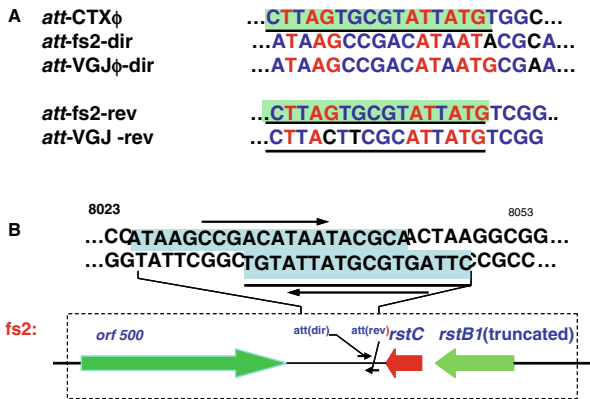 A
att-CTXϕ ...CTTAGTGCGTATTATGTGGC...
att-fs2-dir ...ATAAGCCGACATAATACGCA...
att-VGJϕ-dir ...ATAAGCCGACATAATGCGAA...
att-fs2-rev ...CTTAGTGCGTATTATGTCGG..
att-VGJ -rev ...CTTACTTCGCATTATGTCGG
B
8023 8053
...CCATAAGCCGACATAATACGCAACTAAGGCGG...
...GGTATTCGGCTGTATTATGCGTGATTCCCGCC...
fs2: orf 500 att(dir) att(rev) rstC rstB1(truncated)